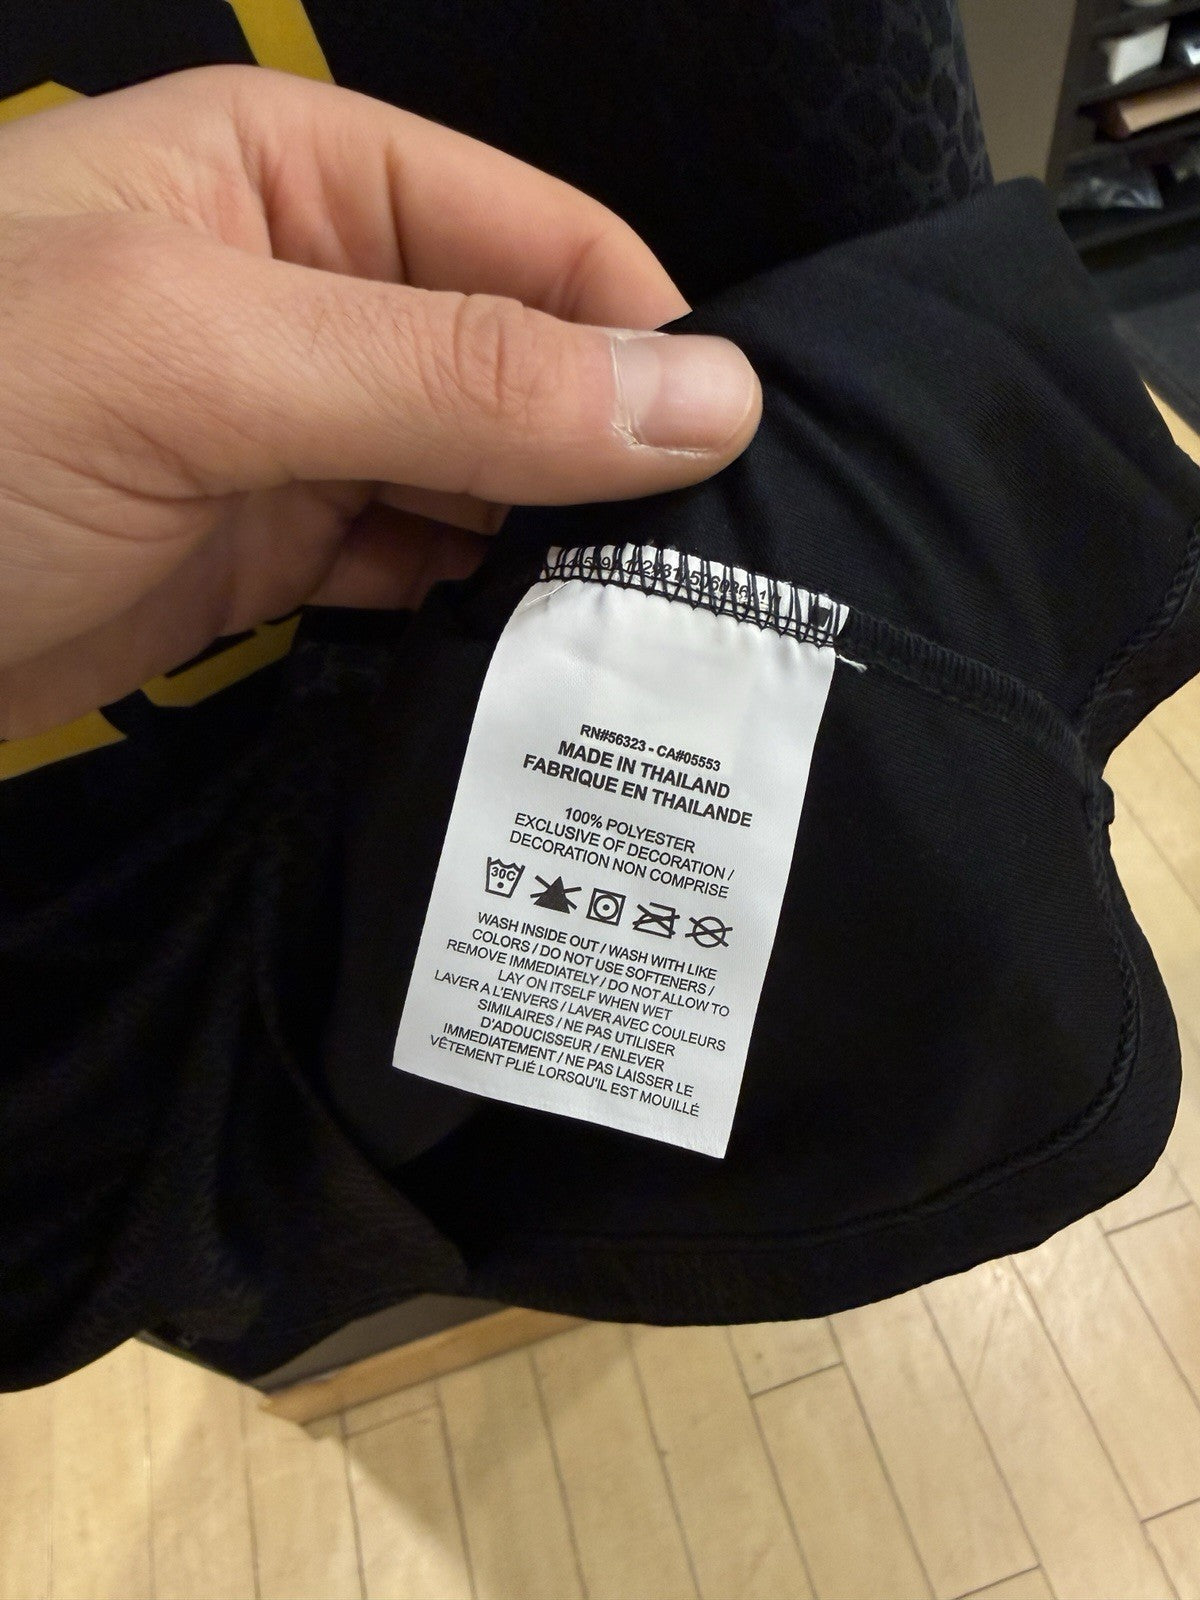 RN#56323 - CA#05553
MADE IN THAILAND
FABRIQUE EN THAILANDE
100% POLYESTER
EXCLUSIVE OF DECORATION /
DECORATION NON COMPRISE
30C
WASH INSIDE OUT / WASH WITH LIKE
COLORS / DO NOT USE SOFTENERS /
REMOVE IMMEDIATELY / DO NOT ALLOW TO
LAY ON ITSELF WHEN WET
LAVER A L'ENVERS / LAVER AVEC COULEURS
SIMILAIRES / NE PAS UTILISER
D'ADOUCISSEUR / ENLEVER
IMMEDIATEMENT / NE PAS LAISSER LE
VÊTEMENT PLIÉ LORSQU'IL EST MOUILLÉ